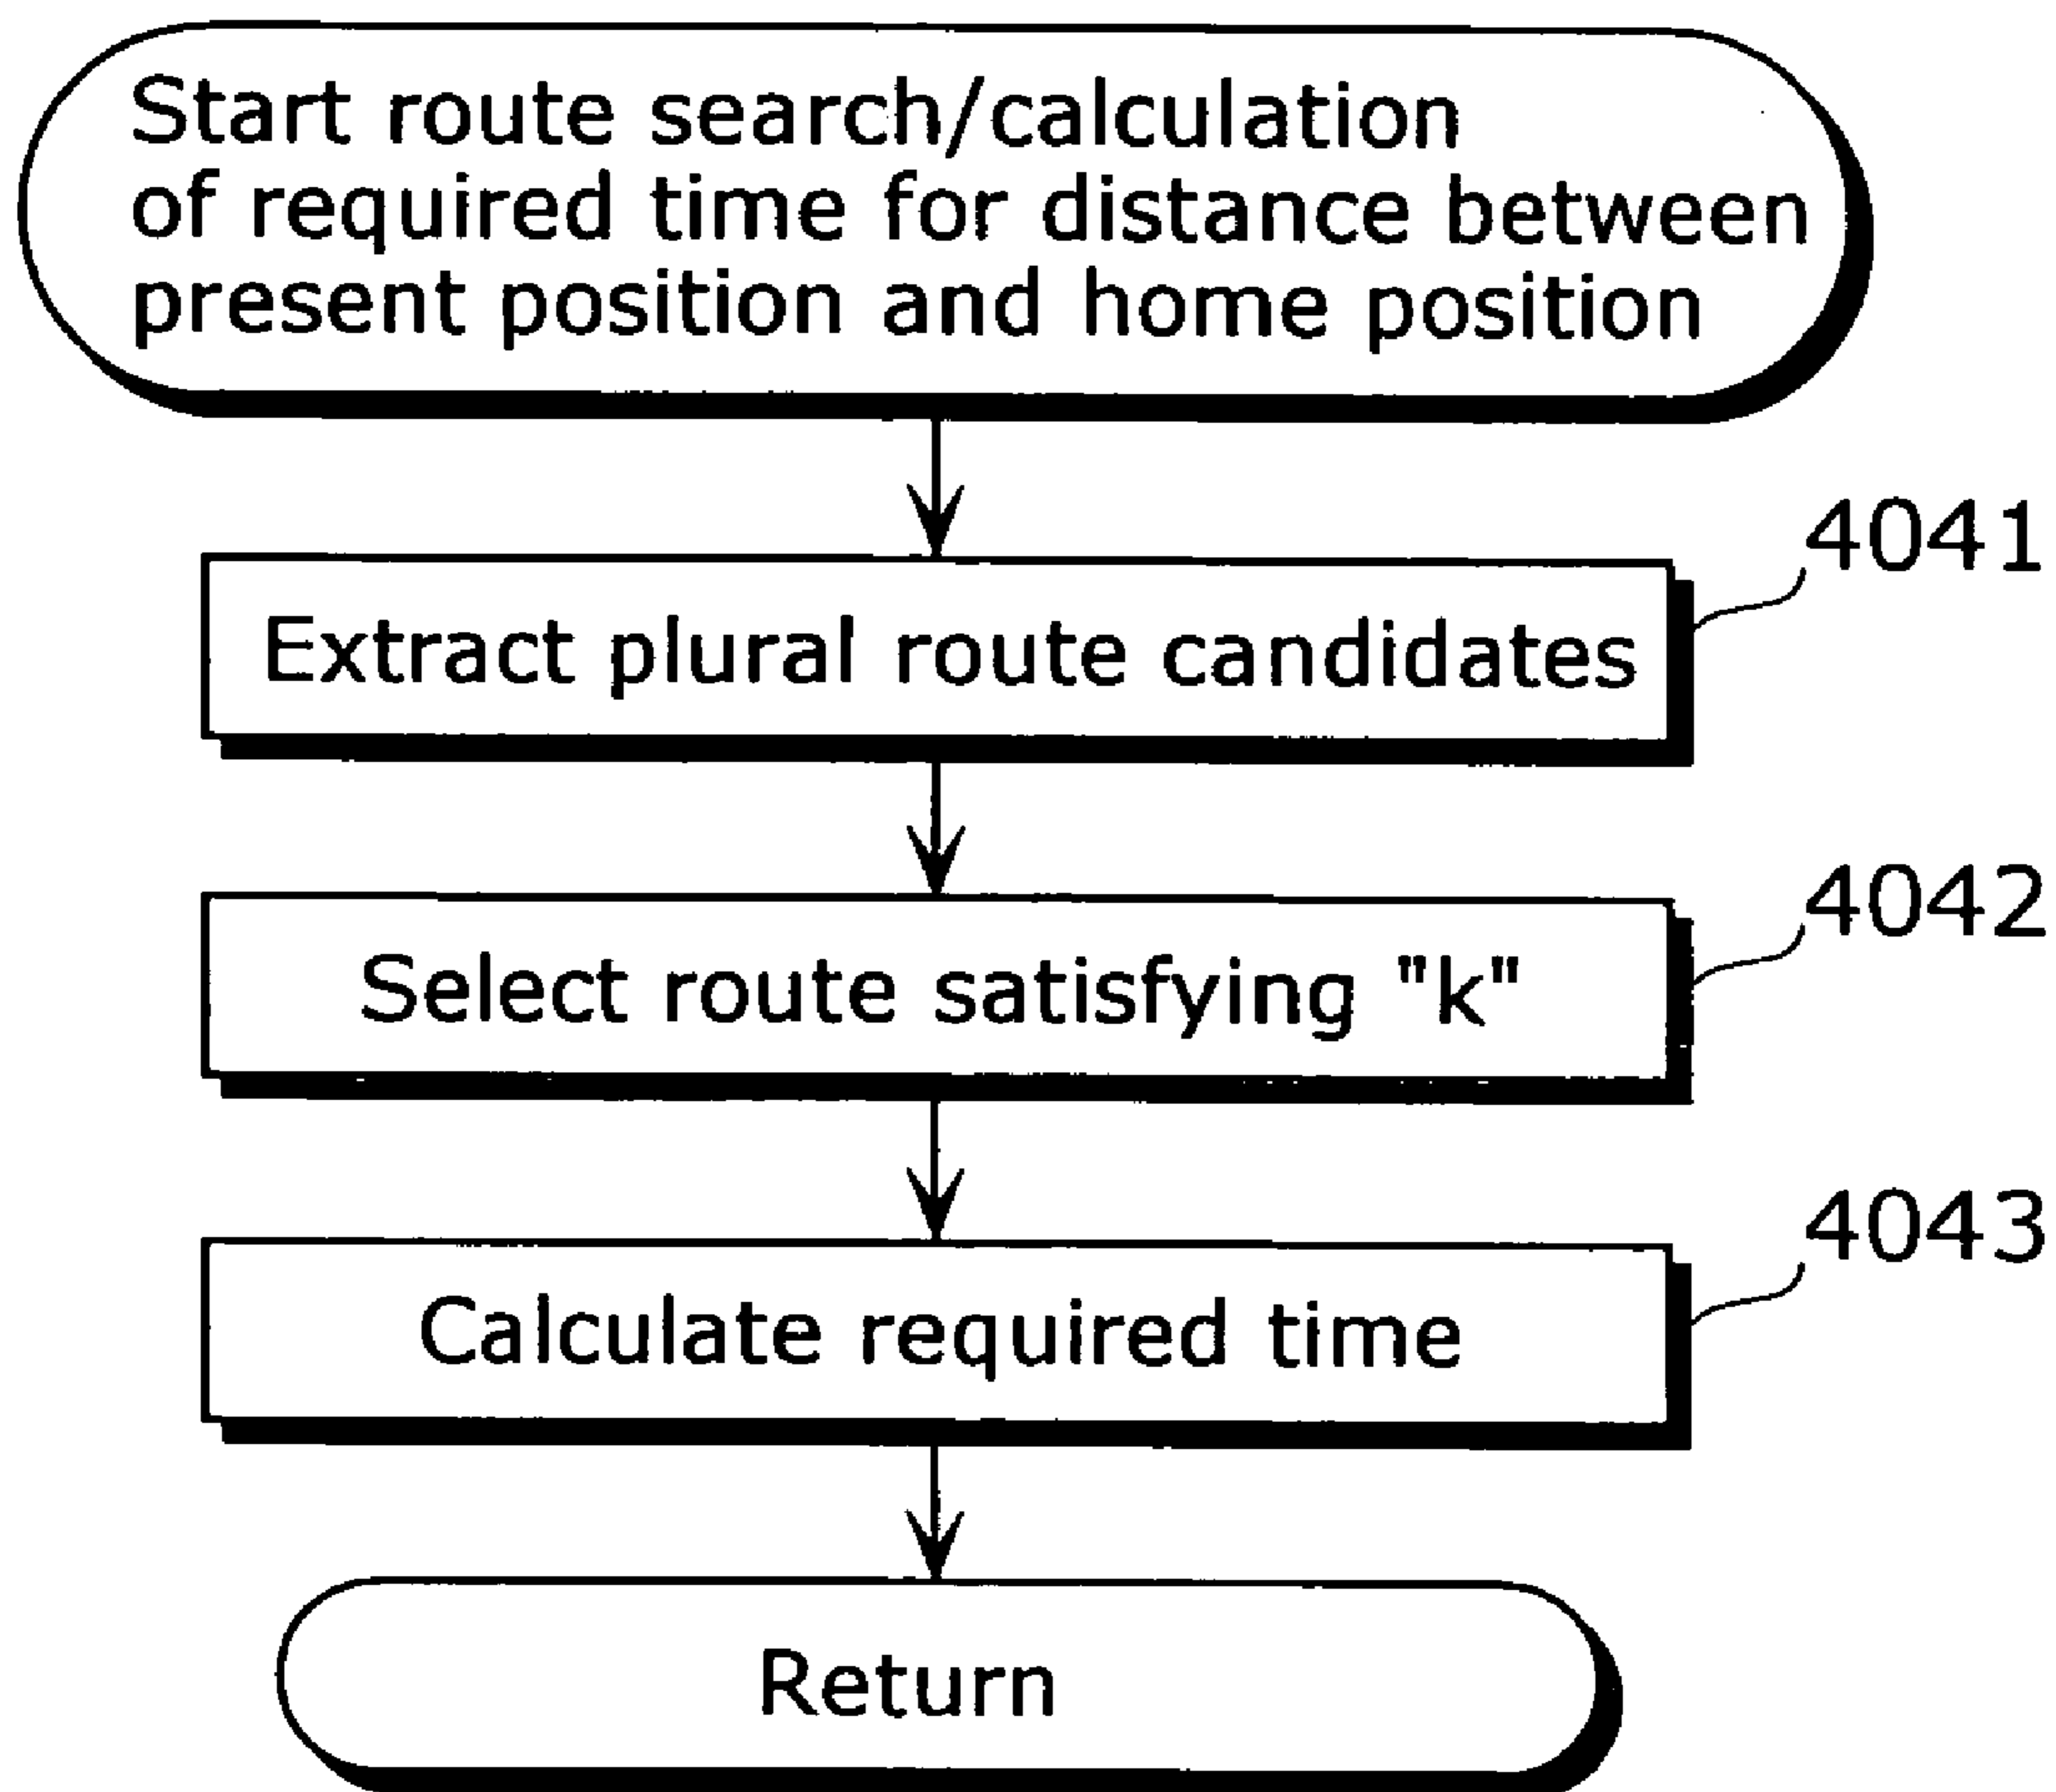 Start route search/calculation
of required time for distance between
present position and home position
4041
Extract plural route candidates
4042
Select route satisfying "k"
4043
Calculate required time
Return